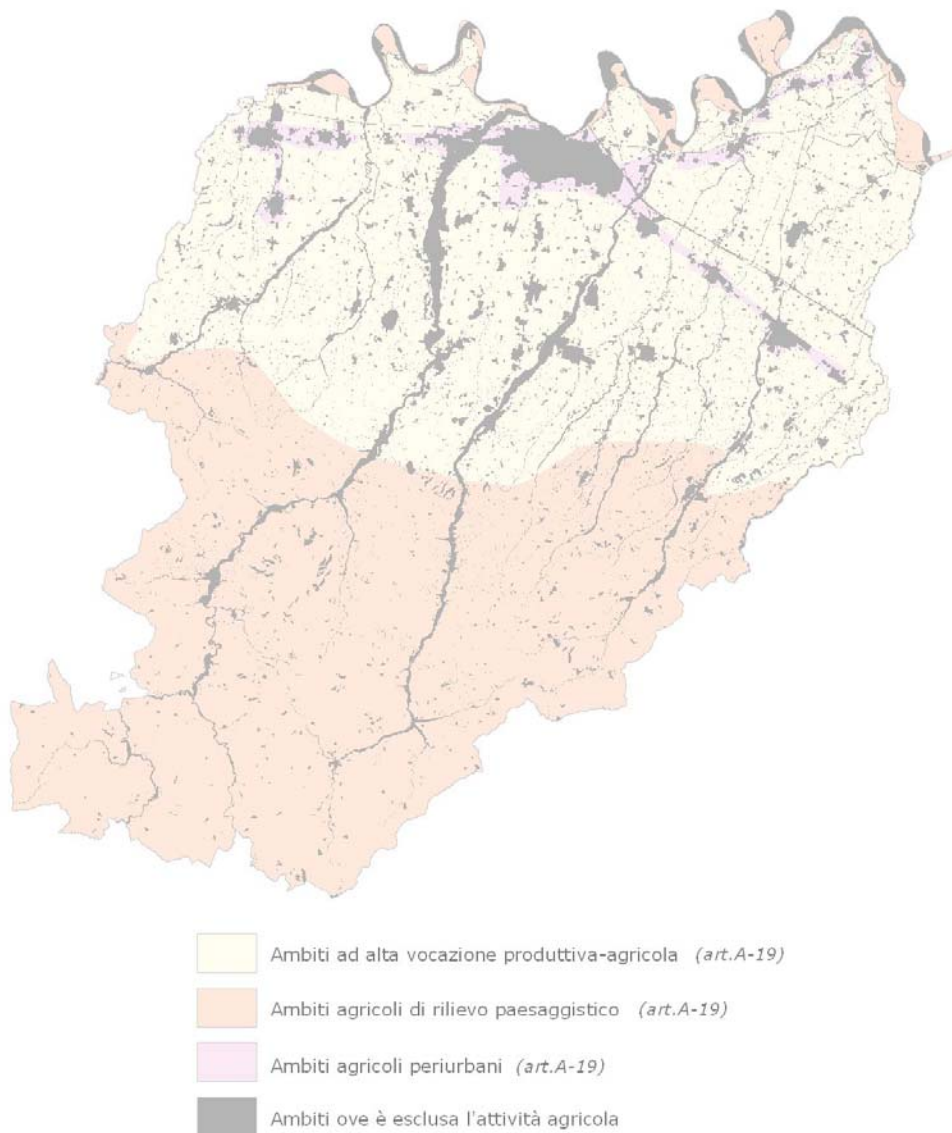 Ambiti ad alta vocazione produttiva-agricola (art.A-19)
Ambiti agricoli di rilievo paesaggistico (art.A-19)
Ambiti agricoli periurbani (art.A-19)
Ambiti ove è esclusa l'attività agricola